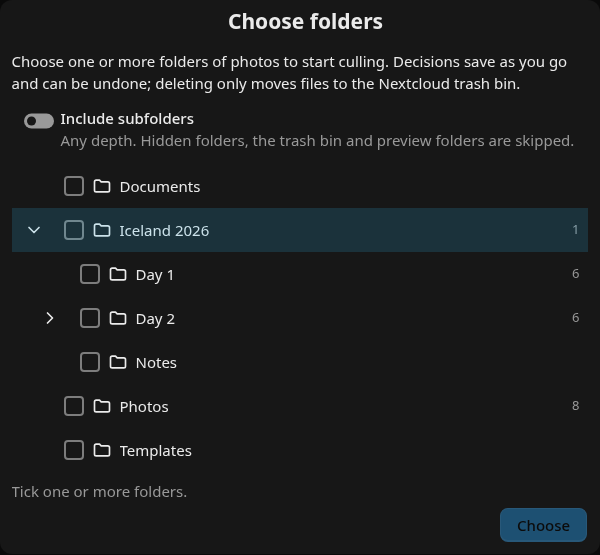 Choose folders
Choose one or more folders of photos to start culling. Decisions save as you go
and can be undone; deleting only moves files to the Nextcloud trash bin.
Include subfolders
Any depth. Hidden folders, the trash bin and preview folders are skipped.
Documents
Iceland 2026 1
Day 1 6
Day 2 6
Notes
Photos 8
Templates
Tick one or more folders.
Choose